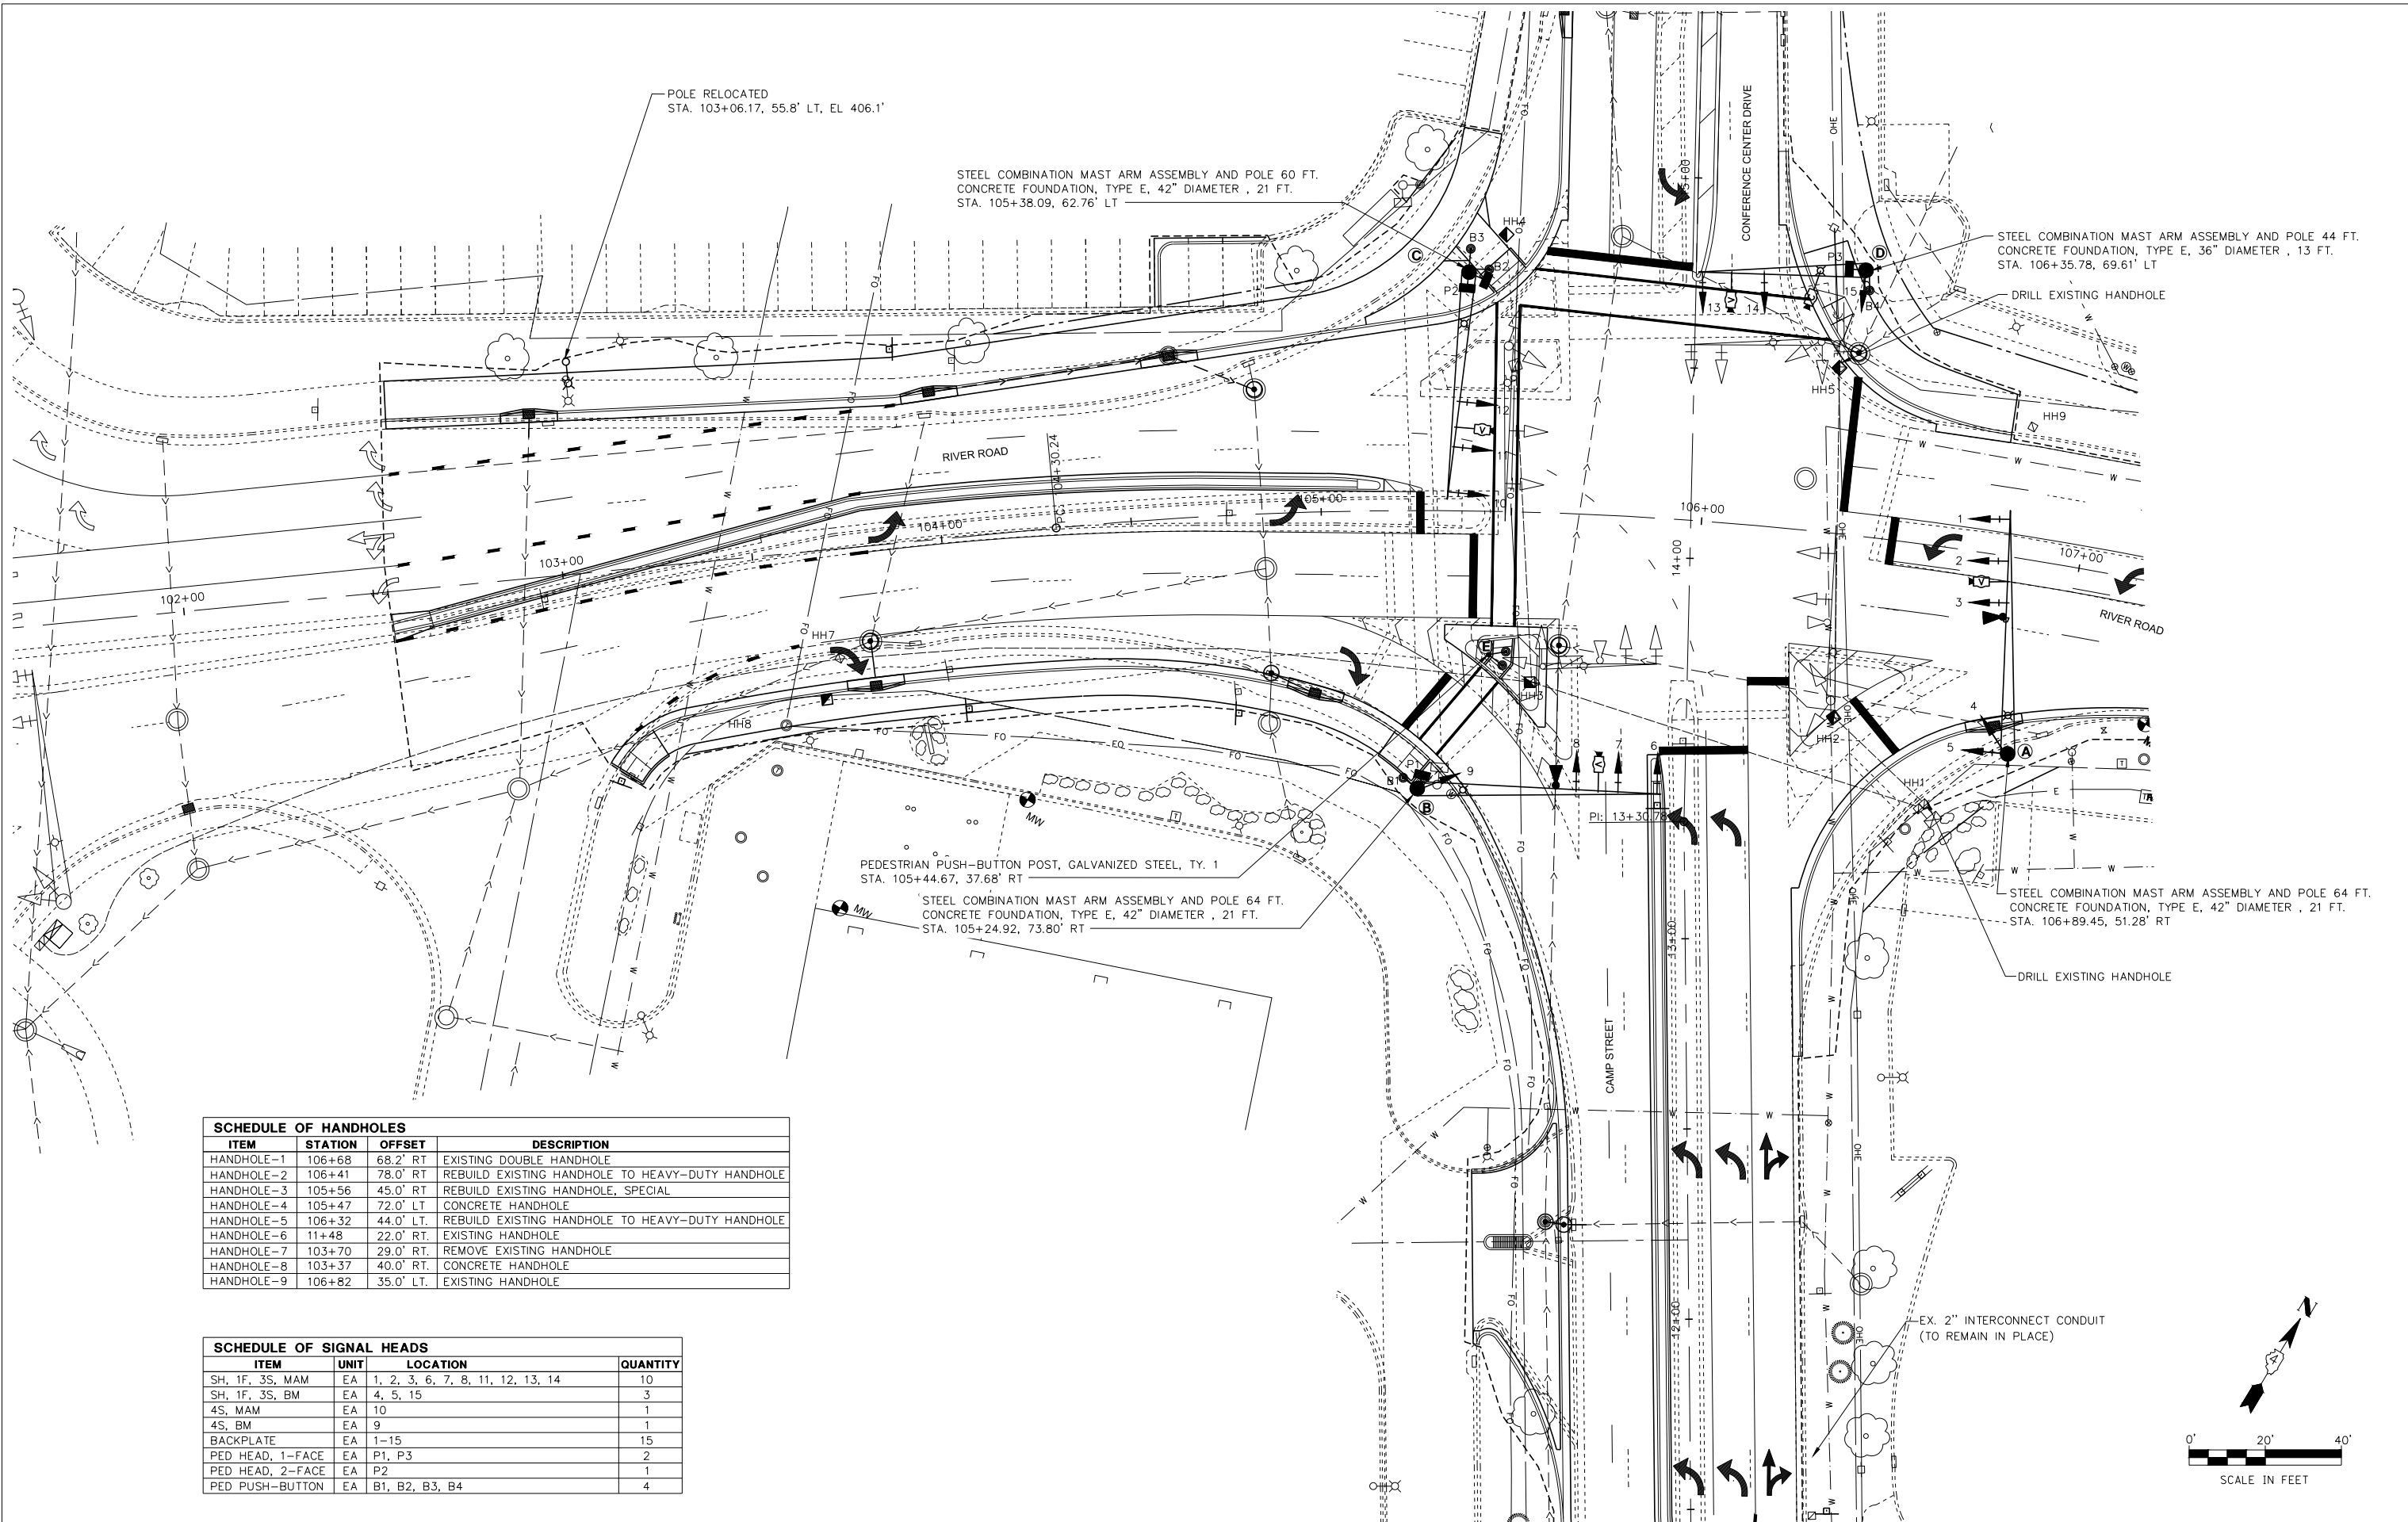 POLE RELOCATED
STA. 103+06.17, 55.8' LT, EL 406.1'
STEEL COMBINATION MAST ARM ASSEMBLY AND POLE 60 FT.
CONCRETE FOUNDATION, TYPE E, 42" DIAMETER , 21 FT.
STA. 105+38.09, 62.76' LT
CONFERENCE CENTER DRIVE
OHE
FO
STEEL COMBINATION MAST ARM ASSEMBLY AND POLE 44 FT.
CONCRETE FOUNDATION, TYPE E, 36" DIAMETER , 13 FT.
STA. 106+35.78, 69.61' LT
DRILL EXISTING HANDHOLE
HH4
B3
C
B2
P2
P3
D
15
B4
13
V
14
HH5
HH9
12
V
11
10
RIVER ROAD
PC: 104+30.24
102+00
103+00
104+00
105+00
106+00
107+00
14+00
1
2
V
3
RIVER ROAD
4
5
A
HH7
HH8
E
HH3
HH2
HH1
8
V
7
6
P1
B1
9
B
PI: 13+30.78
MW
MW
T
T
E
W
PEDESTRIAN PUSH-BUTTON POST, GALVANIZED STEEL, TY. 1
STA. 105+44.67, 37.68' RT
STEEL COMBINATION MAST ARM ASSEMBLY AND POLE 64 FT.
CONCRETE FOUNDATION, TYPE E, 42" DIAMETER , 21 FT.
STA. 105+24.92, 73.80' RT
STEEL COMBINATION MAST ARM ASSEMBLY AND POLE 64 FT.
CONCRETE FOUNDATION, TYPE E, 42" DIAMETER , 21 FT.
STA. 106+89.45, 51.28' RT
DRILL EXISTING HANDHOLE
13+00
CAMP STREET
12+00
EX. 2" INTERCONNECT CONDUIT
(TO REMAIN IN PLACE)
SCHEDULE OF HANDHOLES
ITEM STATION OFFSET DESCRIPTION
HANDHOLE-1 106+68 68.2' RT EXISTING DOUBLE HANDHOLE
HANDHOLE-2 106+41 78.0' RT REBUILD EXISTING HANDHOLE TO HEAVY-DUTY HANDHOLE
HANDHOLE-3 105+56 45.0' RT REBUILD EXISTING HANDHOLE, SPECIAL
HANDHOLE-4 105+47 72.0' LT CONCRETE HANDHOLE
HANDHOLE-5 106+32 44.0' LT. REBUILD EXISTING HANDHOLE TO HEAVY-DUTY HANDHOLE
HANDHOLE-6 11+48 22.0' RT. EXISTING HANDHOLE
HANDHOLE-7 103+70 29.0' RT. REMOVE EXISTING HANDHOLE
HANDHOLE-8 103+37 40.0' RT. CONCRETE HANDHOLE
HANDHOLE-9 106+82 35.0' LT. EXISTING HANDHOLE
SCHEDULE OF SIGNAL HEADS
ITEM UNIT LOCATION QUANTITY
SH, 1F, 3S, MAM EA 1, 2, 3, 6, 7, 8, 11, 12, 13, 14 10
SH, 1F, 3S, BM EA 4, 5, 15 3
4S, MAM EA 10 1
4S, BM EA 9 1
BACKPLATE EA 1-15 15
PED HEAD, 1-FACE EA P1, P3 2
PED HEAD, 2-FACE EA P2 1
PED PUSH-BUTTON EA B1, B2, B3, B4 4
N
4
0' 20' 40'
SCALE IN FEET